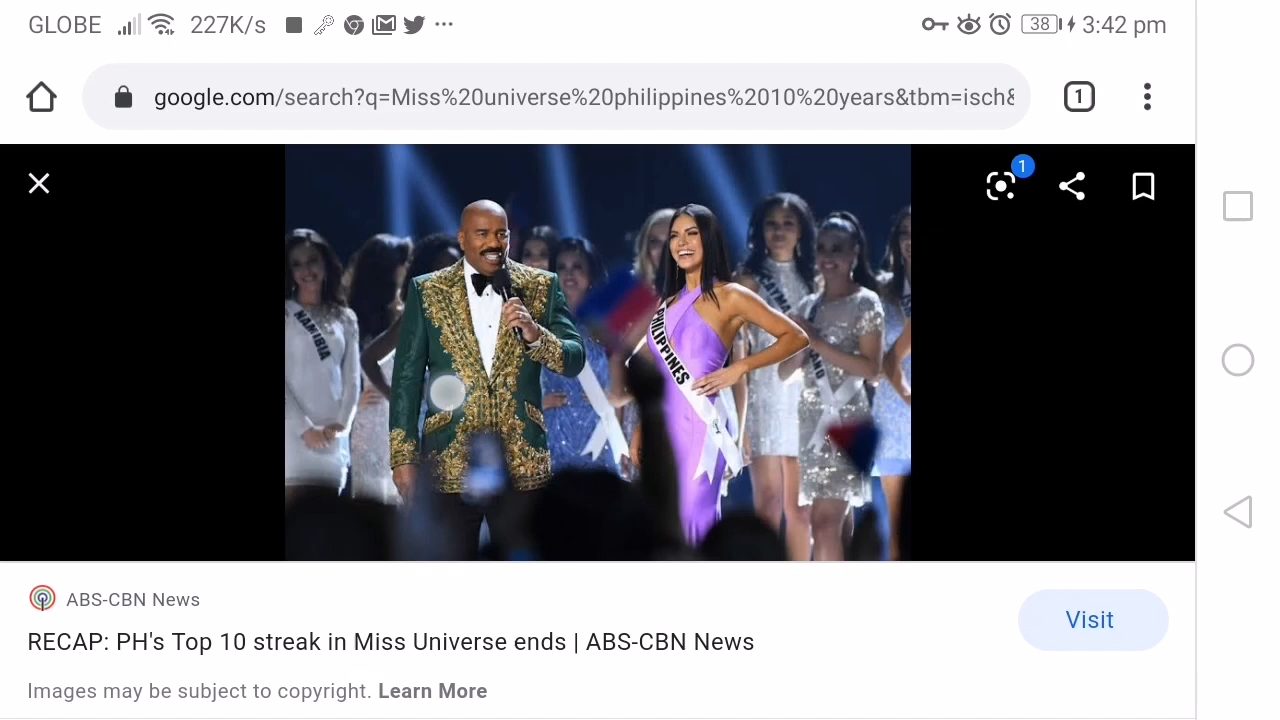 GLOBE 227K/s 38 3:42 pm
google.com/search?q=Miss%20universe%20philippines%2010%20years&tbm=isch&
1
1
NAMIBIA
PHILIPPINES
CAYMA
AND
ABS-CBN News
RECAP: PH's Top 10 streak in Miss Universe ends | ABS-CBN News
Visit
Images may be subject to copyright. Learn More